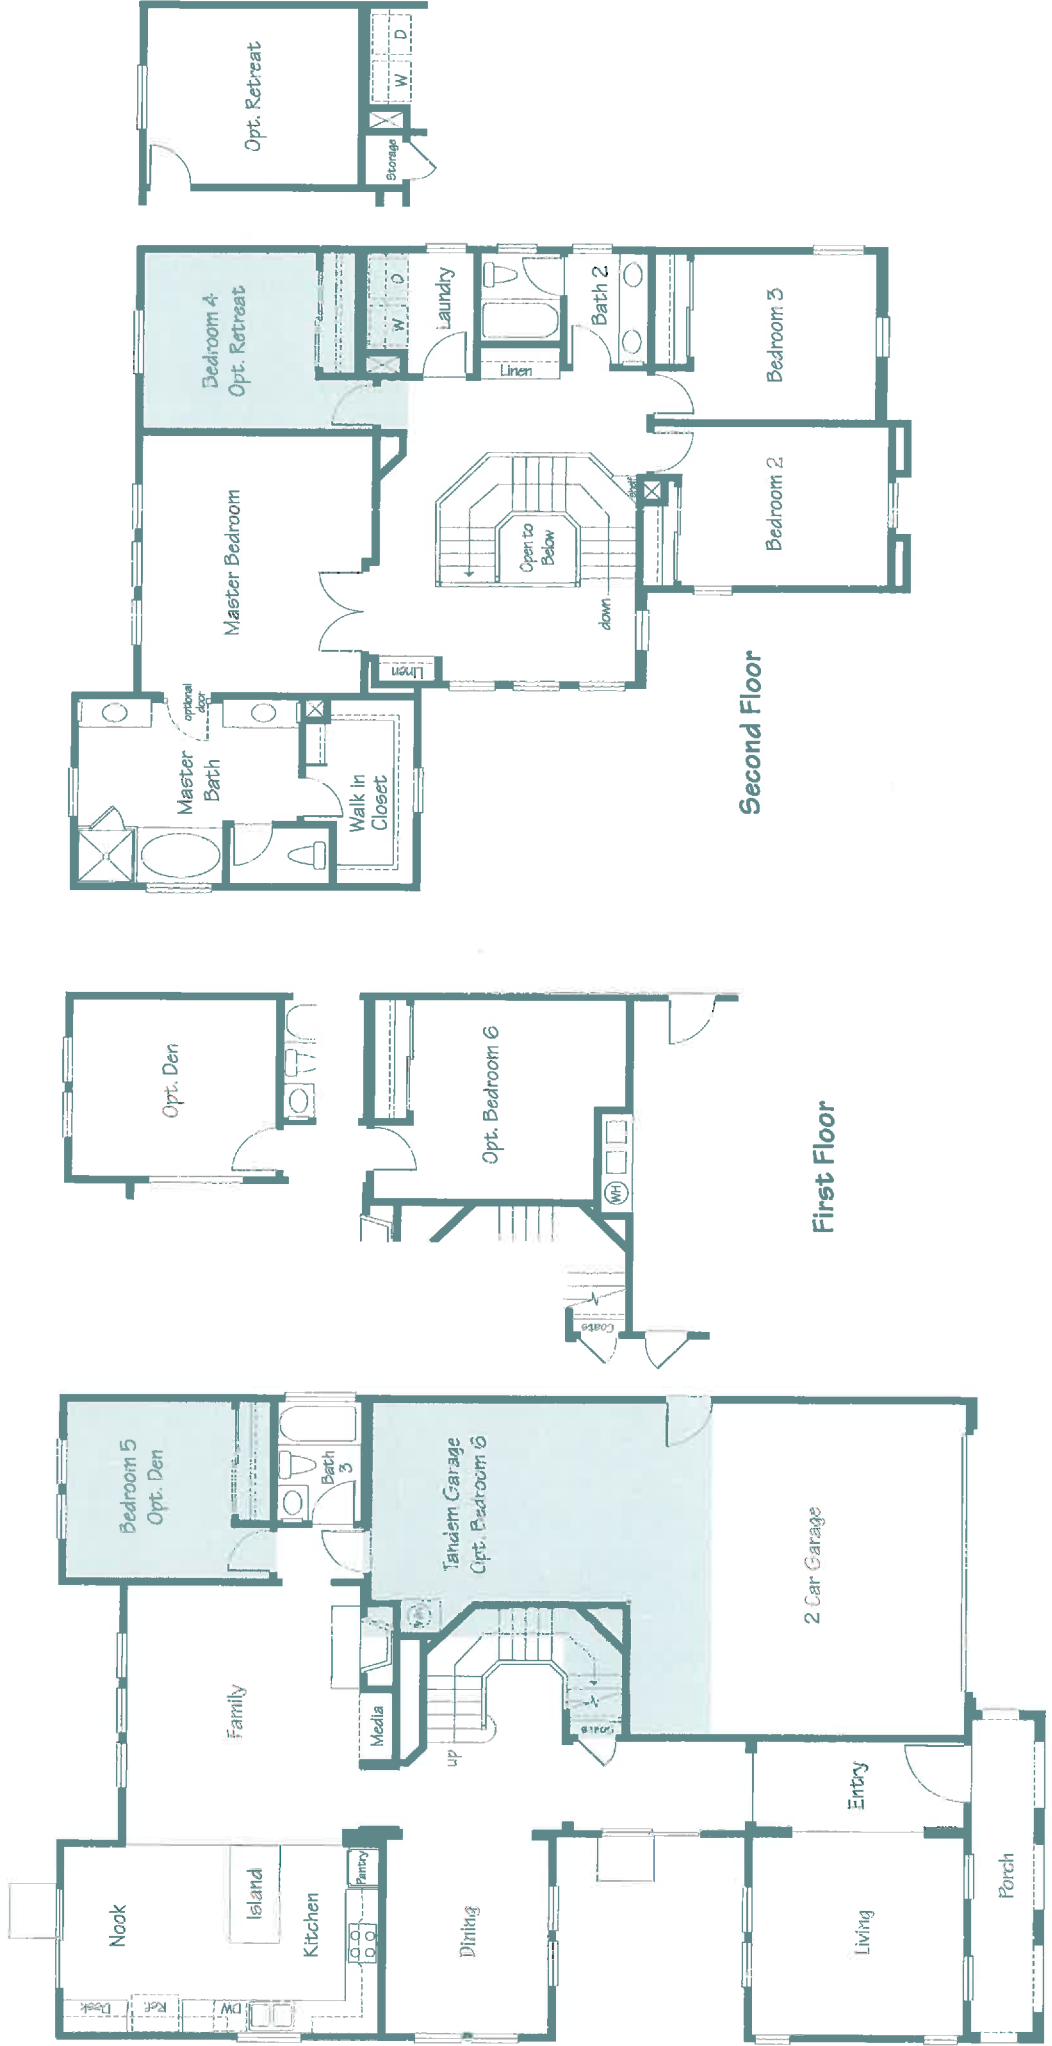 Opt. Retreat
W
D
Storage
Bedroom 4
Opt. Retreat
W
D
Laundry
Linen
Bath 2
Bedroom 3
Master Bedroom
Open to
Below
down
shelf
Bedroom 2
Linen
optional
door
Master
Bath
Walk in
Closet
Second Floor
Opt. Den
Opt. Bedroom 6
WH
Coats
First Floor
Bedroom 5
Opt. Den
Bath
3
Tandem Garage
Opt. Bedroom 6
2 Car Garage
Family
Media
up
Coats
Entry
Nook
Island
Kitchen
Pantry
Desk
Ref.
DW
Dining
Living
Porch